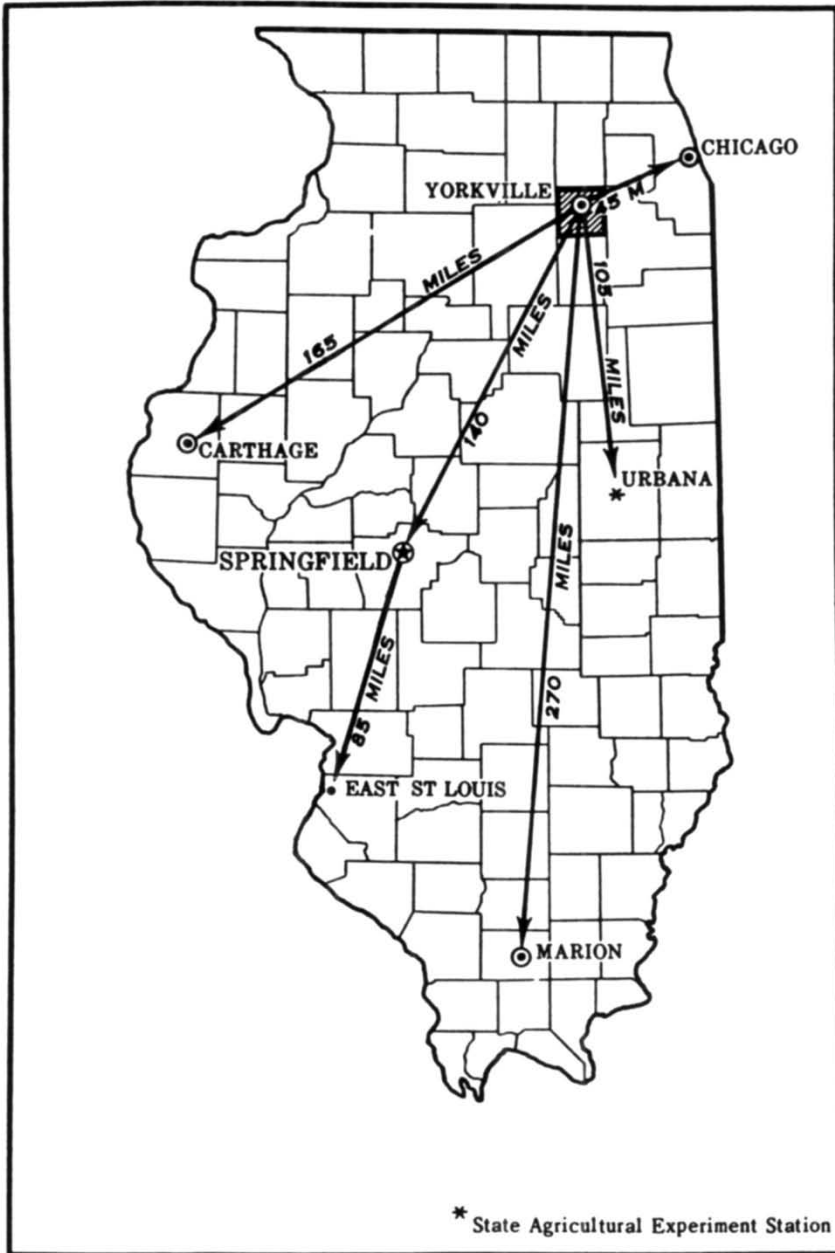 CHICAGO
YORKVILLE
45 M
MILES
165
105
MILES
MILES
140
CARTHAGE
* URBANA
SPRINGFIELD
MILES
270
85 MILES
EAST ST LOUIS
MARION
* State Agricultural Experiment Station